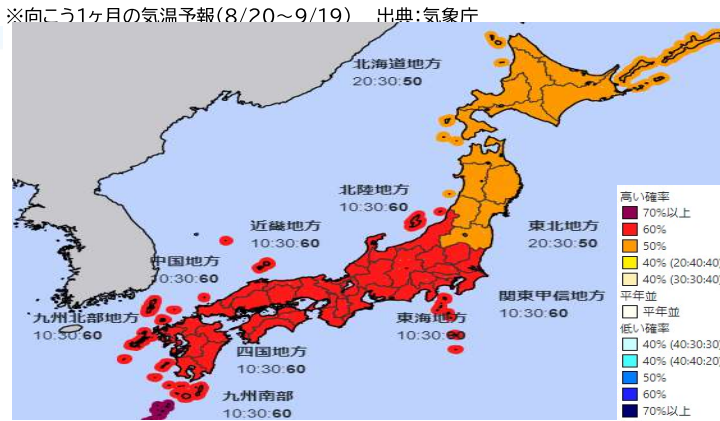 ※向こう1ヶ月の気温予報(8/20～9/19)　出典:気象庁
北海道地方
20:30:50
北陸地方
10:30:60
東北地方
20:30:50
近畿地方
10:30:60
中国地方
10:30:60
関東甲信地方
10:30:60
九州北部地方
10:30:60
東海地方
10:30:60
四国地方
10:30:60
九州南部
10:30:60
高い確率
70%以上
60%
50%
40% (20:40:40)
40% (30:30:40)
平年並
平年並
低い確率
40% (40:30:30)
40% (40:40:20)
50%
60%
70%以上